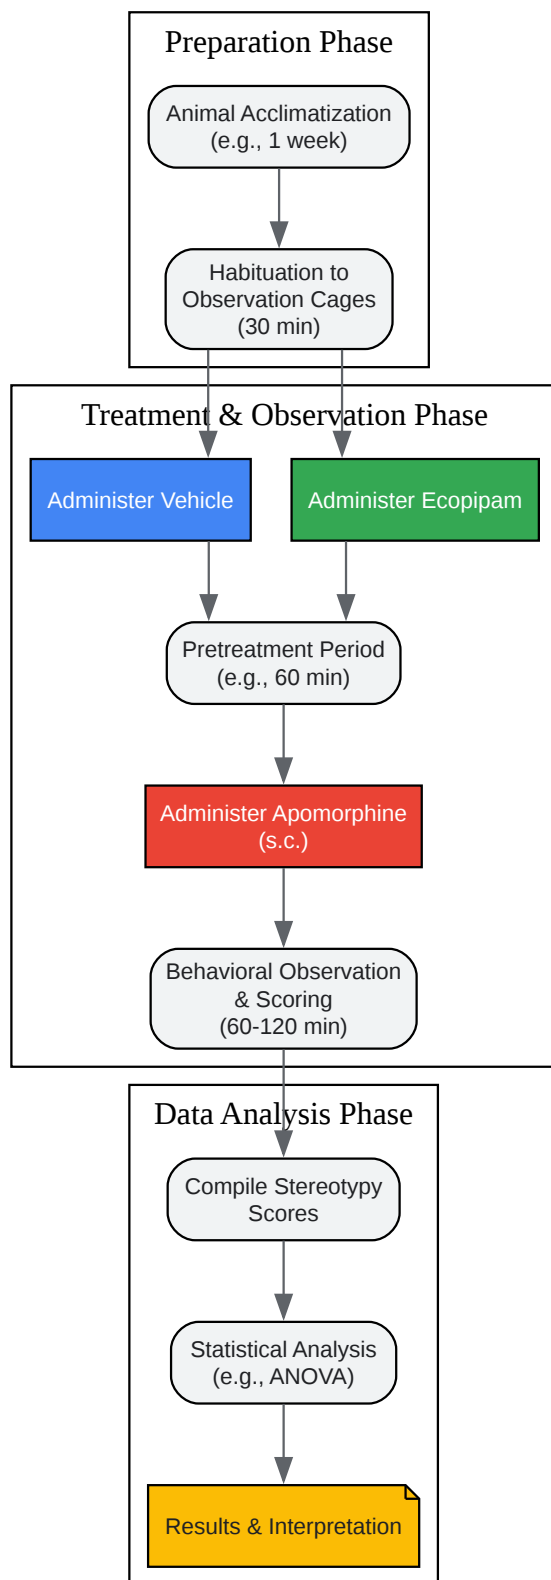 Preparation Phase
Animal Acclimatization
(e.g., 1 week)
Habituation to
Observation Cages
(30 min)
Treatment & Observation Phase
Administer Vehicle
Administer Ecopipam
Pretreatment Period
(e.g., 60 min)
Administer Apomorphine
(s.c.)
Behavioral Observation
& Scoring
(60-120 min)
Data Analysis Phase
Compile Stereotypy
Scores
Statistical Analysis
(e.g., ANOVA)
Results & Interpretation